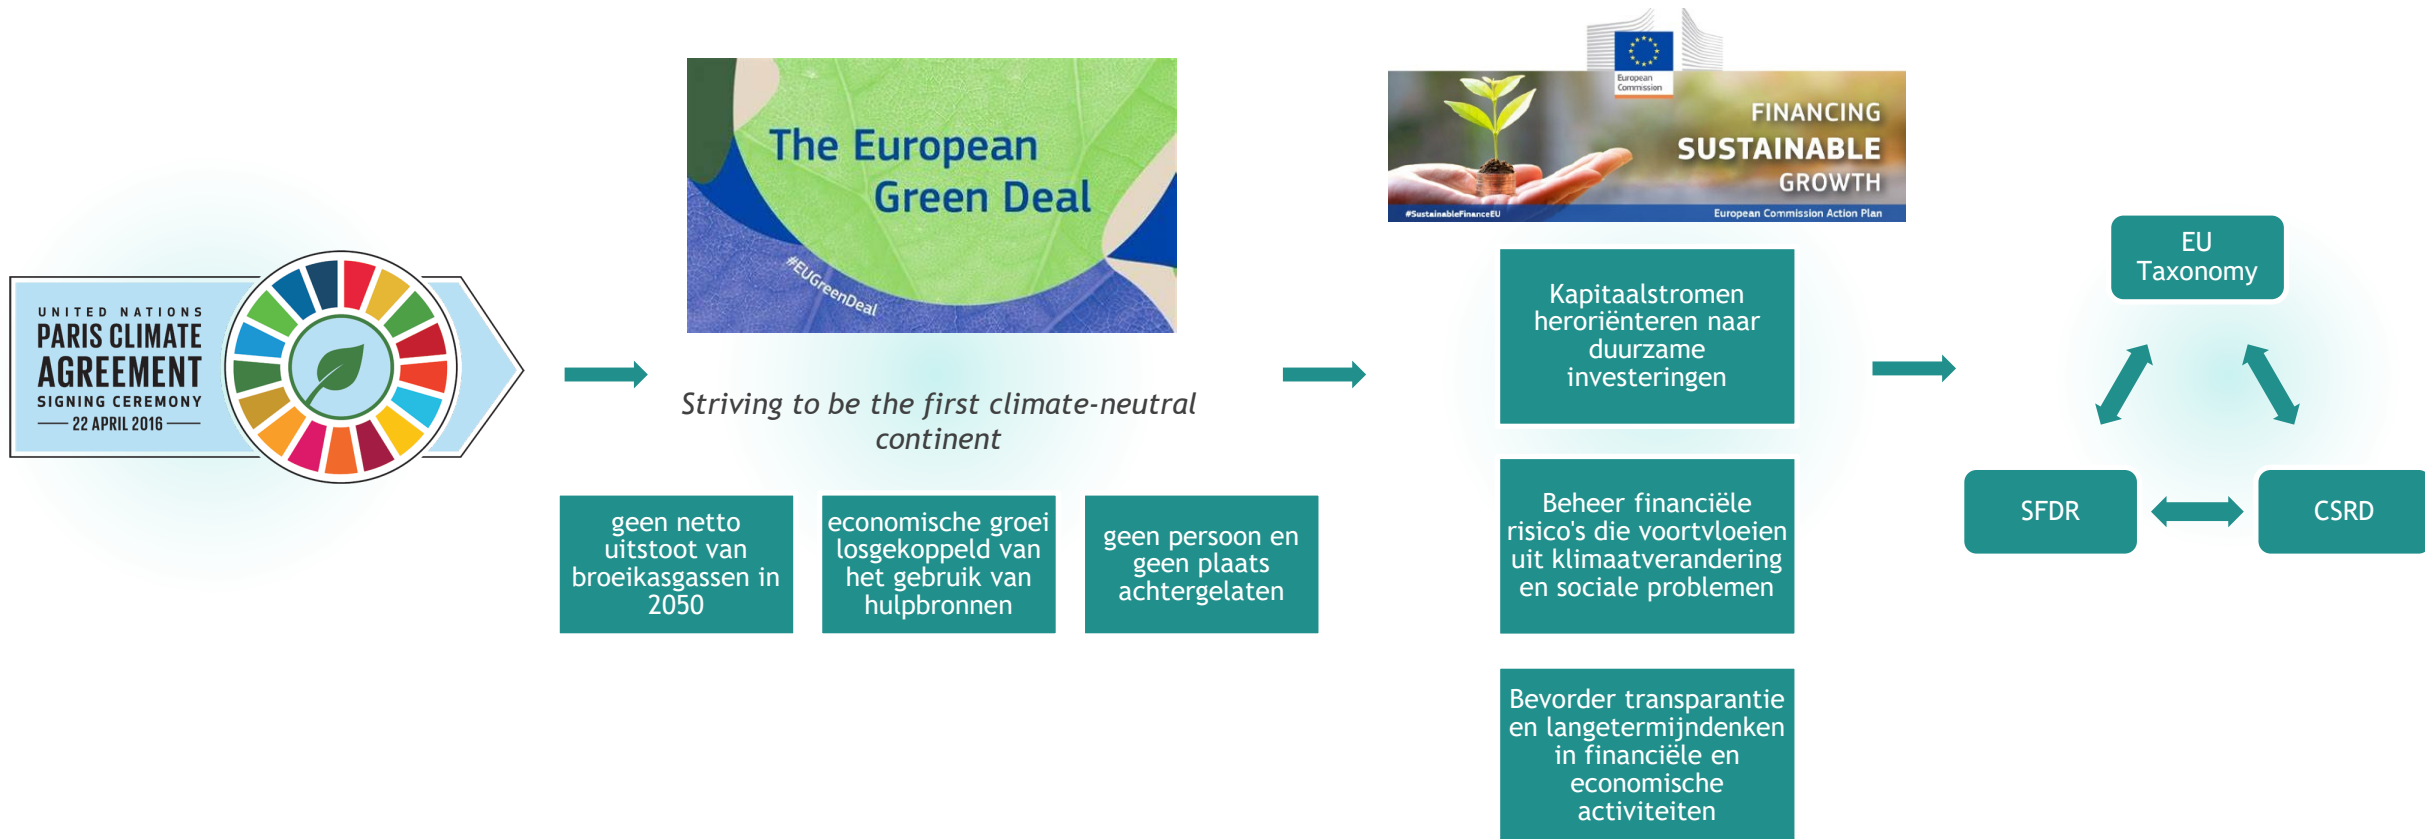 UNITED NATIONS
PARIS CLIMATE
AGREEMENT
SIGNING CEREMONY
22 APRIL 2016
The European
Green Deal
#EUGreenDeal
Striving to be the first climate-neutral
continent
geen netto
uitstoot van
broeikasgassen in
2050
economische groei
losgekoppeld van
het gebruik van
hulpbronnen
geen persoon en
geen plaats
achtergelaten
European
Commission
FINANCING
SUSTAINABLE
GROWTH
#SustainableFinanceEU
European Commission Action Plan
Kapitaalstromen
heroriënteren naar
duurzame
investeringen
Beheer financiële
risico's die voortvloeien
uit klimaatverandering
en sociale problemen
Bevorder transparantie
en langetermijndenken
in financiële en
economische
activiteiten
EU
Taxonomy
SFDR
CSRD